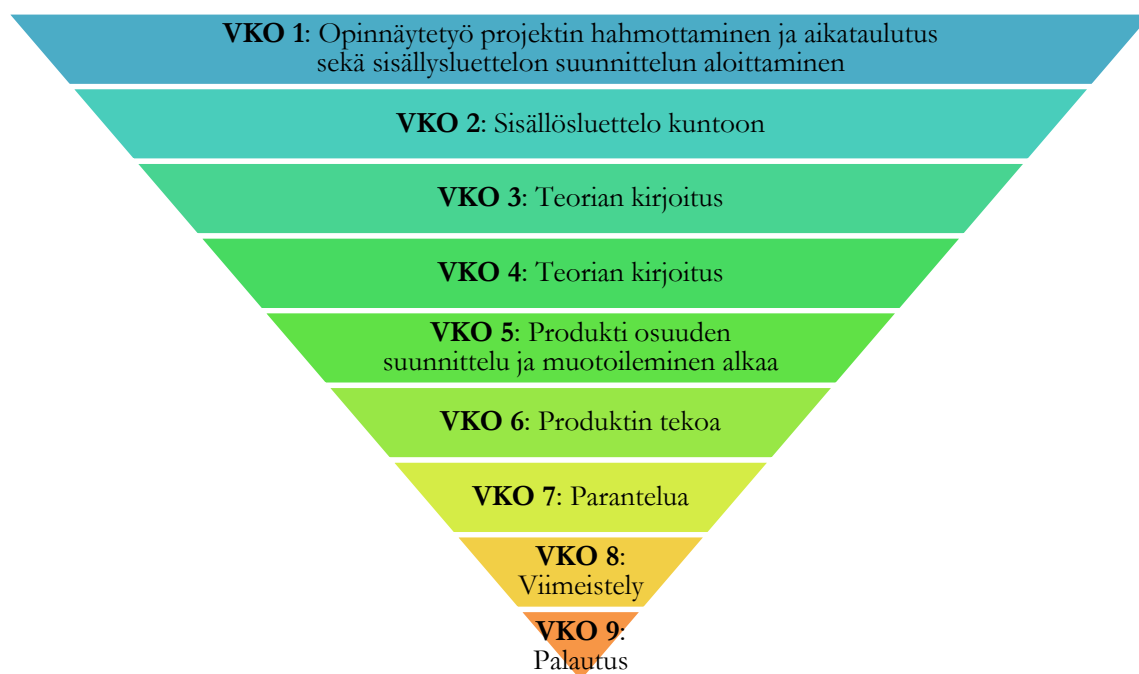 VKO 1: Opinnäytetyö projektin hahmottaminen ja aikataulutus
sekä sisällysluettelon suunnittelun aloittaminen
VKO 2: Sisällösluettelo kuntoon
VKO 3: Teorian kirjoitus
VKO 4: Teorian kirjoitus
VKO 5: Produkti osuuden
suunnittelu ja muotoileminen alkaa
VKO 6: Produktin tekoa
VKO 7: Parantelua
VKO 8:
Viimeistely
VKO 9:
Palautus